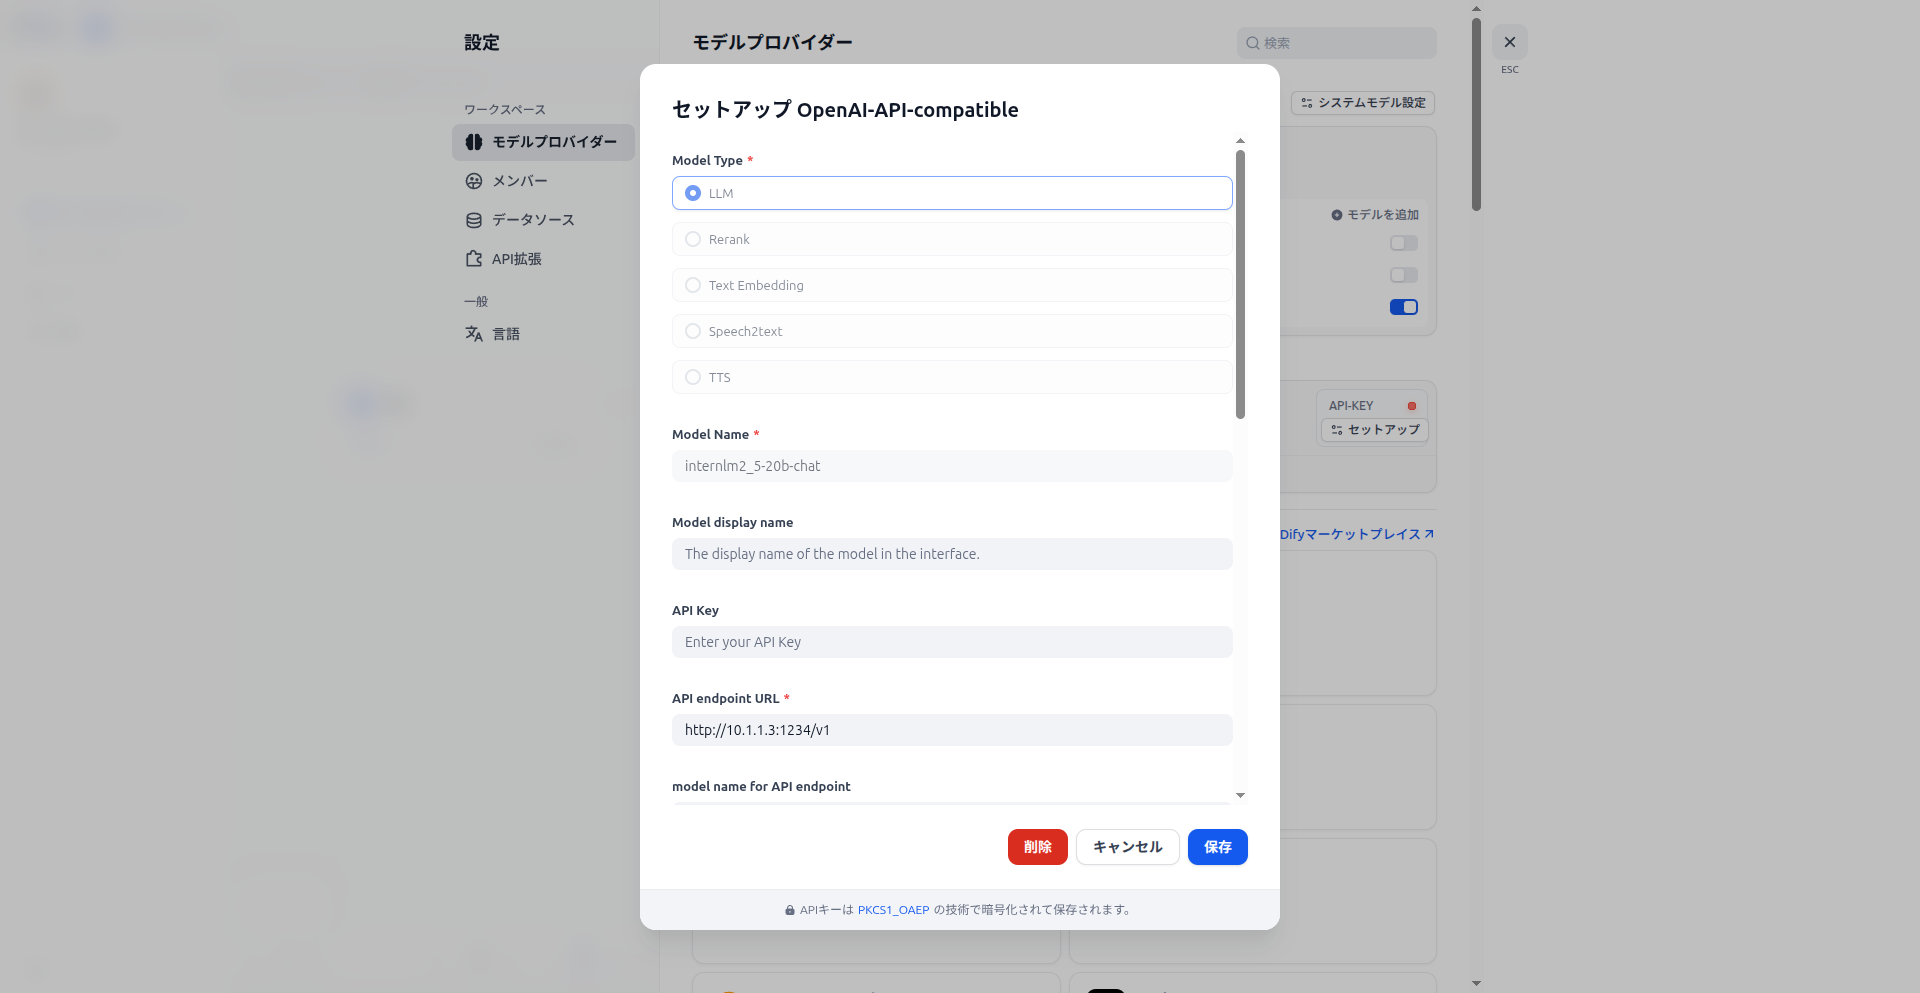 設定
ワークスペース
モデルプロバイダー
メンバー
データソース
API拡張
一般
言語
モデルプロバイダー
検索
ESC
システムモデル設定
モデルを追加
API-KEY
セットアップ
Difyマーケットプレイス
セットアップ OpenAI-API-compatible
Model Type *
LLM
Rerank
Text Embedding
Speech2text
TTS
Model Name *
internlm2_5-20b-chat
Model display name
The display name of the model in the interface.
API Key
Enter your API Key
API endpoint URL *
http://10.1.1.3:1234/v1
model name for API endpoint
削除
キャンセル
保存
APIキーは PKCS1_OAEP の技術で暗号化されて保存されます。